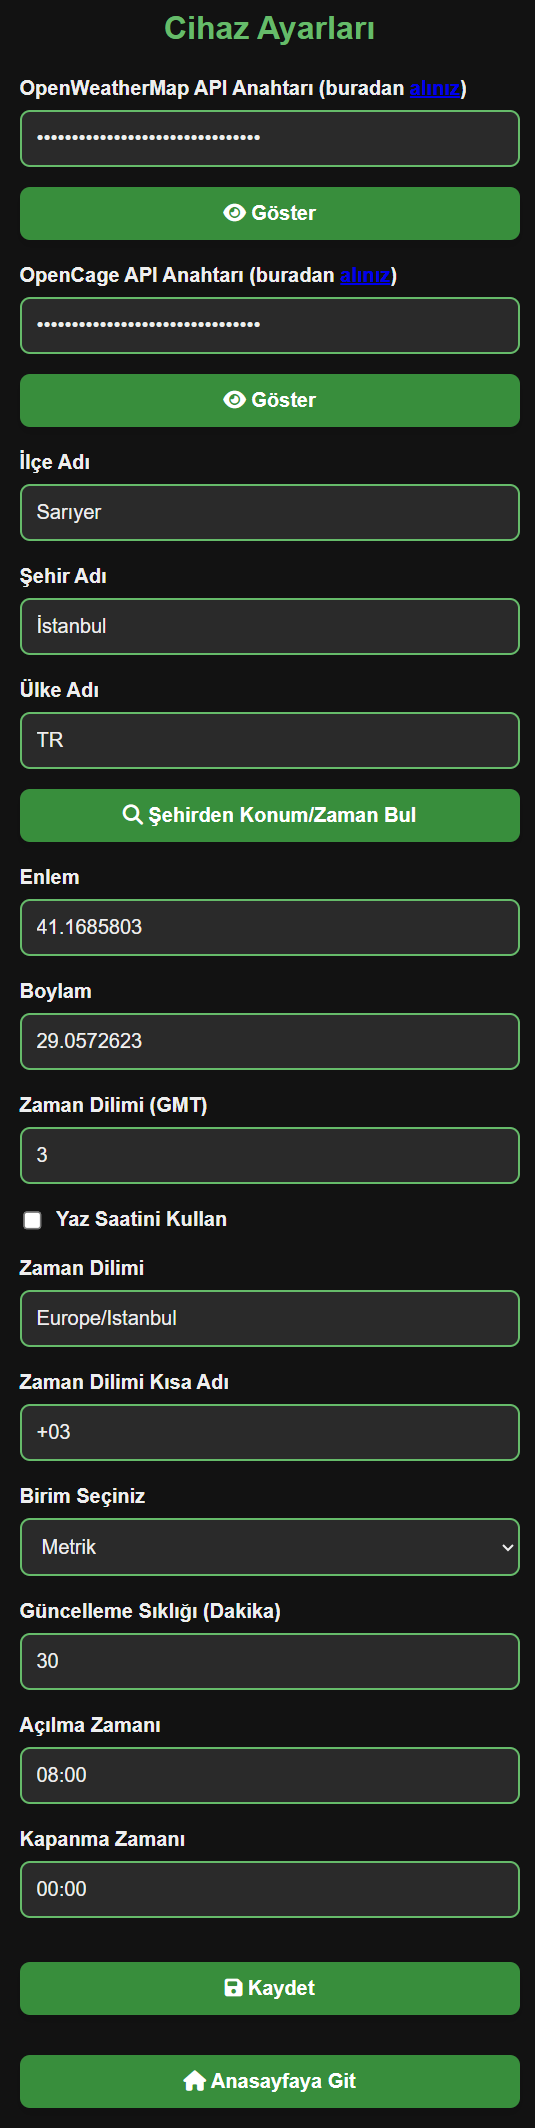 Cihaz Ayarları
OpenWeatherMap API Anahtarı (buradan alınız)
••••••••••••••••••••••••••••••••
Göster
OpenCage API Anahtarı (buradan alınız)
••••••••••••••••••••••••••••••••
Göster
İlçe Adı
Sarıyer
Şehir Adı
İstanbul
Ülke Adı
TR
Şehirden Konum/Zaman Bul
Enlem
41.1685803
Boylam
29.0572623
Zaman Dilimi (GMT)
3
Yaz Saatini Kullan
Zaman Dilimi
Europe/Istanbul
Zaman Dilimi Kısa Adı
+03
Birim Seçiniz
Metrik
Güncelleme Sıklığı (Dakika)
30
Açılma Zamanı
08:00
Kapanma Zamanı
00:00
Kaydet
Anasayfaya Git